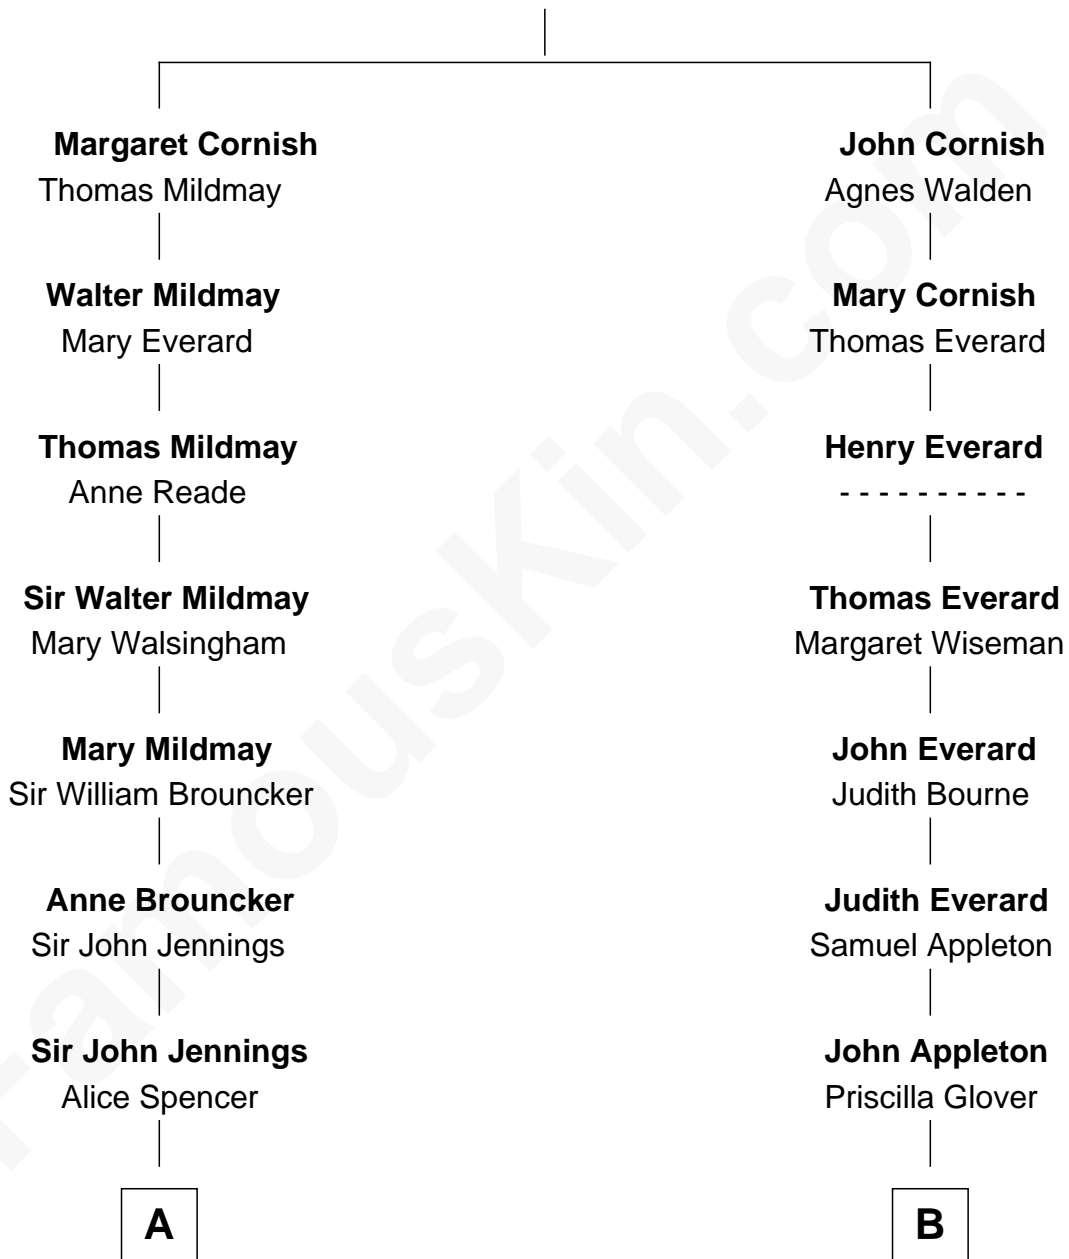 Margaret Cornish
Thomas Mildmay
Walter Mildmay
Mary Everard
Thomas Mildmay
Anne Reade
Sir Walter Mildmay
Mary Walsingham
Mary Mildmay
Sir William Brouncker
Anne Brouncker
Sir John Jennings
Sir John Jennings
Alice Spencer
A
John Cornish
Agnes Walden
Mary Cornish
Thomas Everard
Henry Everard
- - - - - - - - - -
Thomas Everard
Margaret Wiseman
John Everard
Judith Bourne
Judith Everard
Samuel Appleton
John Appleton
Priscilla Glover
B
FamousKin.com